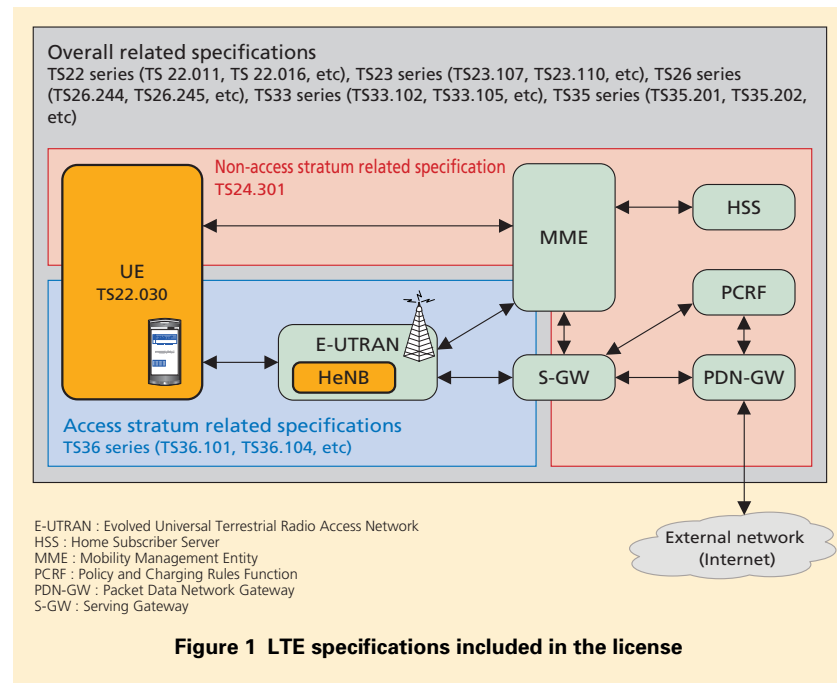 Overall related specifications
TS22 series (TS 22.011, TS 22.016, etc), TS23 series (TS23.107, TS23.110, etc), TS26 series
(TS26.244, TS26.245, etc), TS33 series (TS33.102, TS33.105, etc), TS35 series (TS35.201, TS35.202,
etc)
Non-access stratum related specification
TS24.301
UE
TS22.030
MME
HSS
PCRF
E-UTRAN
HeNB
S-GW
PDN-GW
Access stratum related specifications
TS36 series (TS36.101, TS36.104, etc)
External network
(Internet)
E-UTRAN : Evolved Universal Terrestrial Radio Access Network
HSS : Home Subscriber Server
MME : Mobility Management Entity
PCRF : Policy and Charging Rules Function
PDN-GW : Packet Data Network Gateway
S-GW : Serving Gateway
Figure 1 LTE specifications included in the license